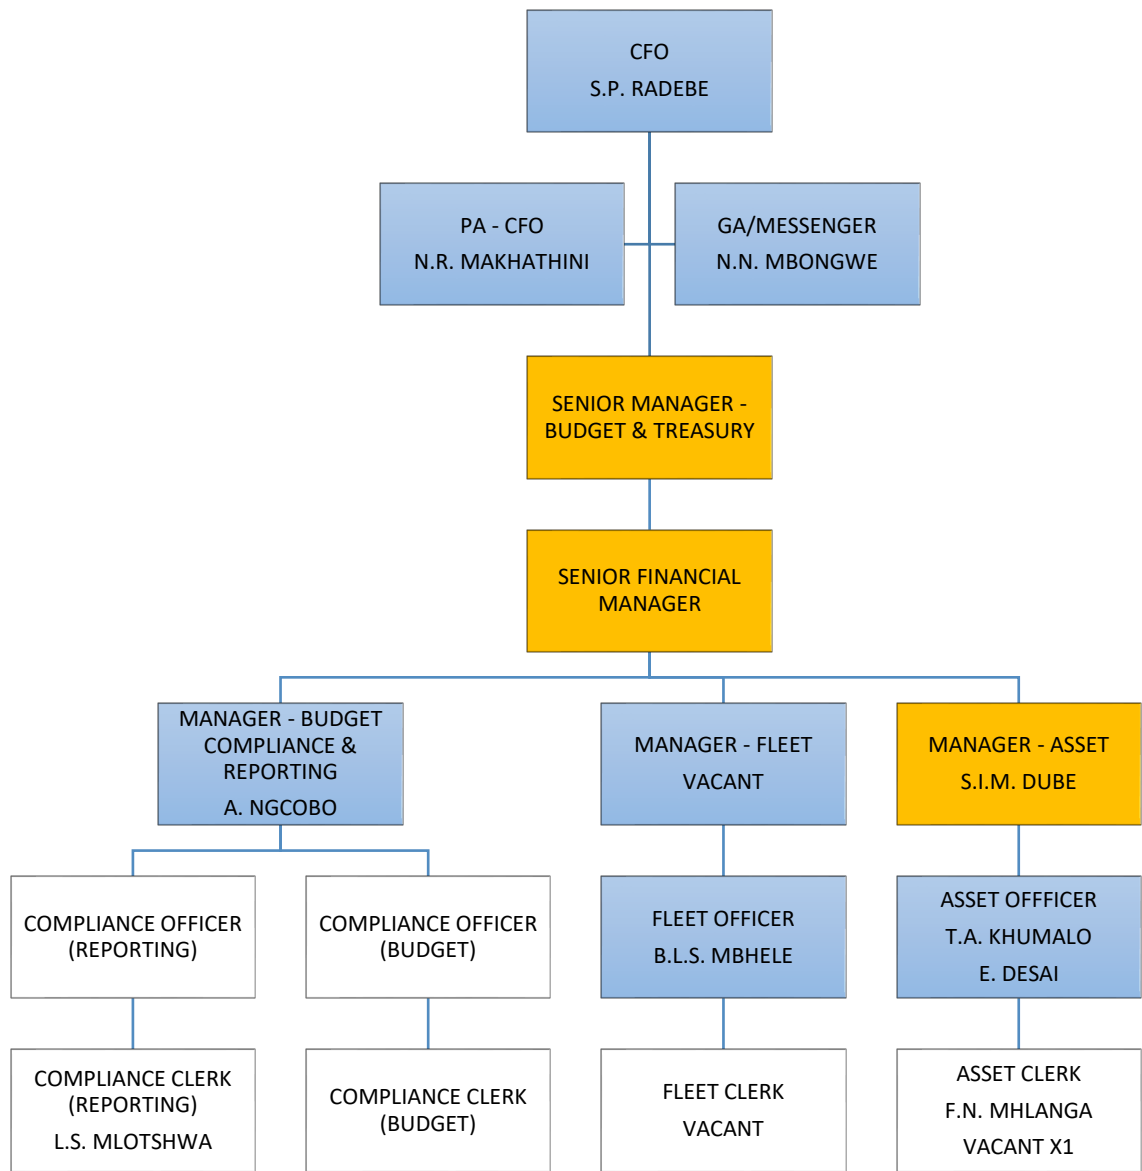 CFO
S.P. RADEBE
PA - CFO
N.R. MAKHATHINI
GA/MESSENGER
N.N. MBONGWE
SENIOR MANAGER -
BUDGET & TREASURY
SENIOR FINANCIAL
MANAGER
MANAGER - BUDGET
COMPLIANCE &
REPORTING
A. NGCOBO
MANAGER - FLEET
VACANT
MANAGER - ASSET
S.I.M. DUBE
COMPLIANCE OFFICER
(REPORTING)
COMPLIANCE OFFICER
(BUDGET)
FLEET OFFICER
B.L.S. MBHELE
ASSET OFFFICER
T.A. KHUMALO
E. DESAI
COMPLIANCE CLERK
(REPORTING)
L.S. MLOTSHWA
COMPLIANCE CLERK
(BUDGET)
FLEET CLERK
VACANT
ASSET CLERK
F.N. MHLANGA
VACANT X1